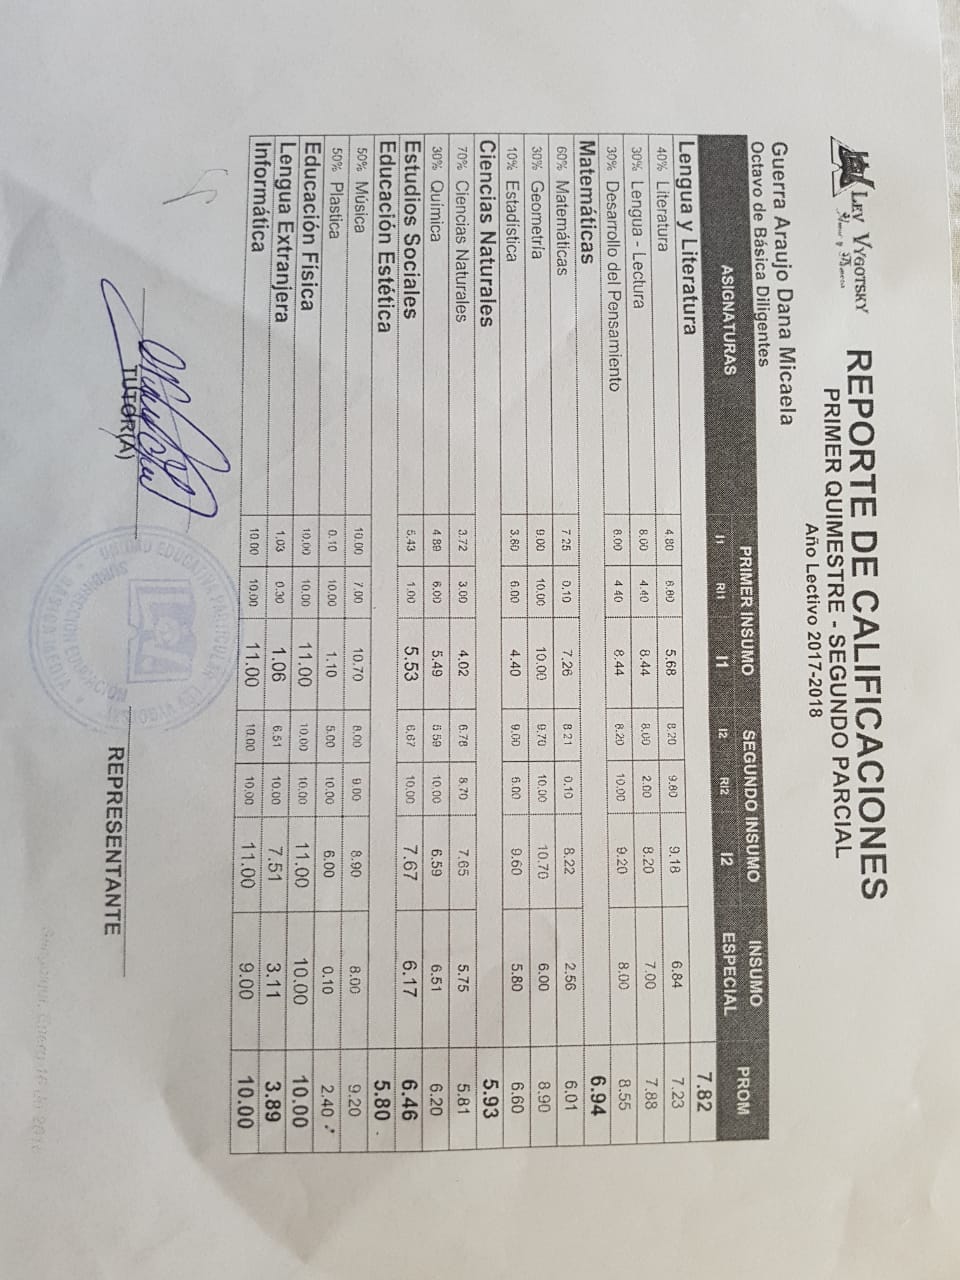 LEV VYGOTSKY
REPORTE DE CALIFICACIONES
PRIMER QUIMESTRE - SEGUNDO PARCIAL
Año Lectivo 2017-2018
Guerra Araujo Dana Micaela
Octavo de Básica Diligentes
ASIGNATURAS PRIMER INSUMO SEGUNDO INSUMO INSUMO ESPECIAL PROM
I1 RI1 I1 I2 RI2 I2
Lengua y Literatura 7.82
40% Literatura 4.80 8.80 5.68 8.20 9.80 9.18 6.84 7.23
30% Lengua - Lectura 8.00 4.40 8.44 8.00 2.00 8.20 7.00 7.88
30% Desarrollo del Pensamiento 8.00 4.40 8.44 8.20 10.00 9.20 8.00 8.55
Matemáticas 6.94
60% Matemáticas 7.25 0.10 7.26 8.21 0.10 8.22 2.56 6.01
30% Geometría 9.00 10.00 10.00 9.70 10.00 10.70 6.00 8.90
10% Estadística 3.80 6.00 4.40 9.00 6.00 9.60 5.80 6.60
Ciencias Naturales 5.93
70% Ciencias Naturales 3.72 3.00 4.02 6.78 8.70 7.65 5.75 5.81
30% Quimica 4.89 6.00 5.49 5.59 10.00 6.59 6.51 6.20
Estudios Sociales 5.43 1.00 5.53 6.67 10.00 7.67 6.17 6.46
Educación Estética 5.80
50% Música 10.00 7.00 10.70 8.00 9.00 8.90 8.00 9.20
50% Plastica 0.10 10.00 1.10 5.00 10.00 6.00 0.10 2.40
Educación Fisica 10.00 10.00 11.00 10.00 10.00 11.00 10.00 10.00
Lengua Extranjera 1.03 0.30 1.06 6.51 10.00 7.51 3.11 3.89
Informática 10.00 10.00 11.00 10.00 10.00 11.00 9.00 10.00
TUTOR(A)
REPRESENTANTE
UNIDAD EDUCATIVA PARTICULAR LEV VYGOTSKY